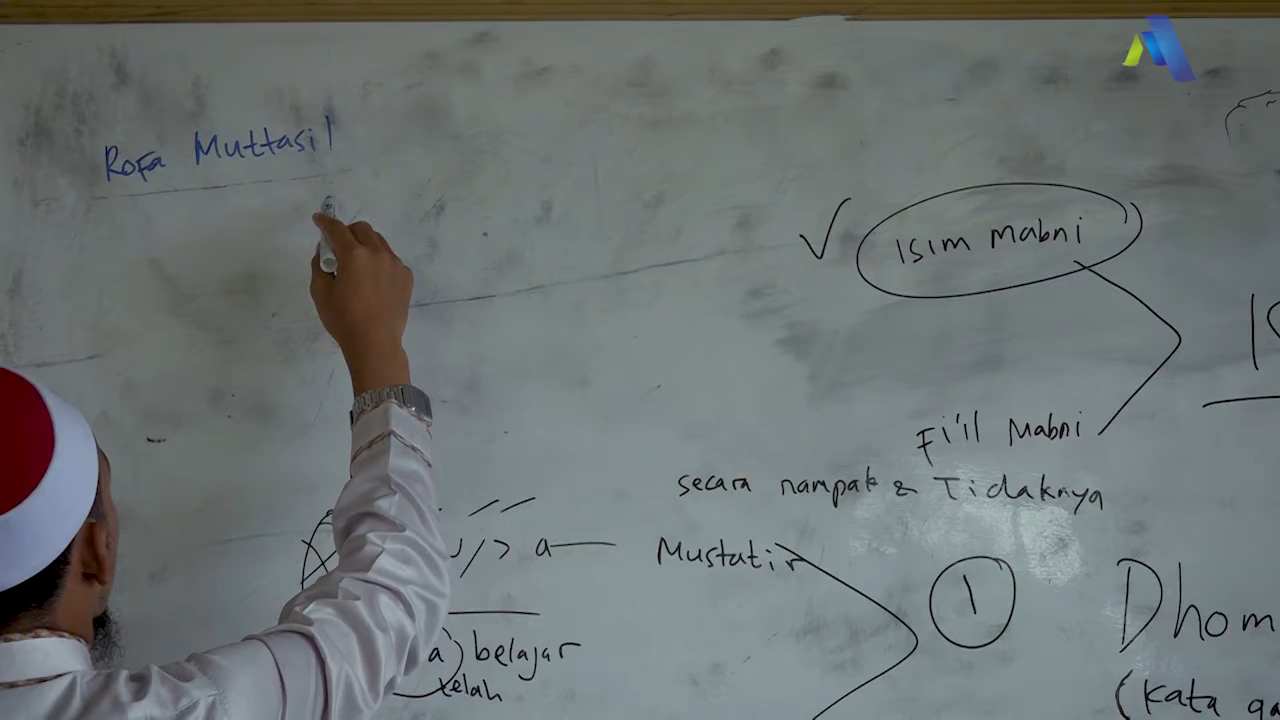 Rofa Muttasil
Isim Mabni
Fi'il Mabni
secara nampak & Tidaknya
Mustatir
1
Dhom
(Kata
a) belajar
telah